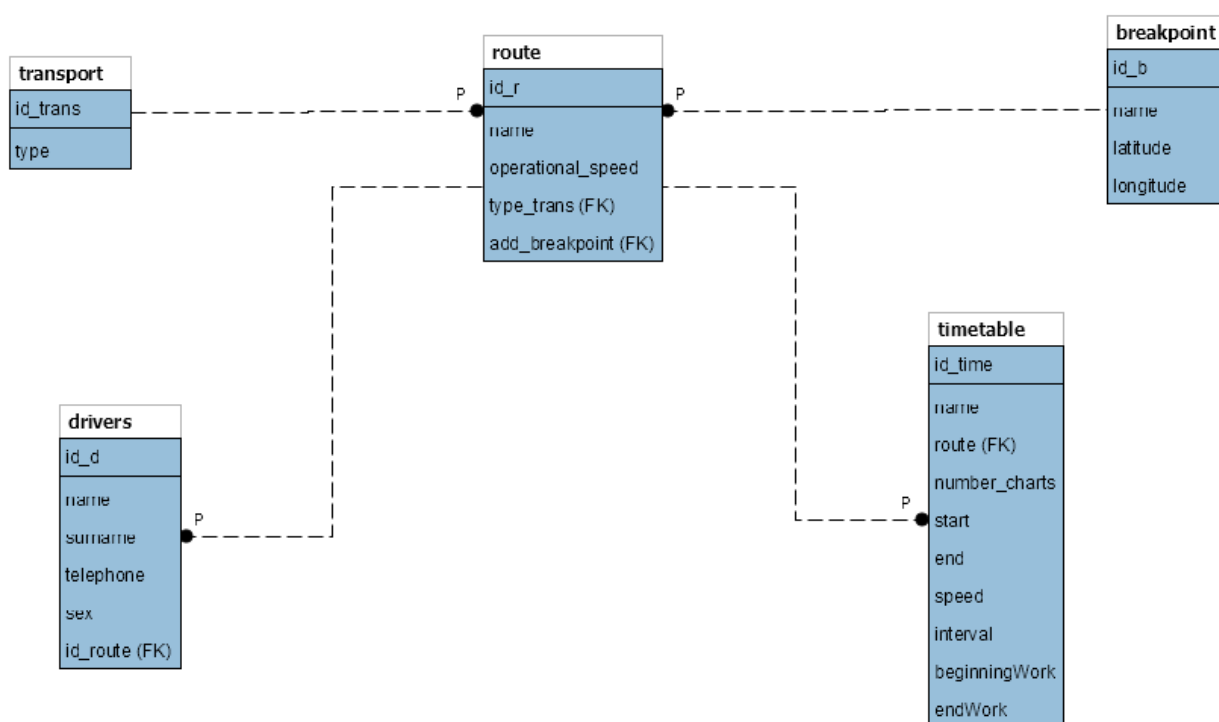 transport
id_trans
type
P
route
id_r
name
operational_speed
type_trans (FK)
add_breakpoint (FK)
P
breakpoint
id_b
name
latitude
longitude
drivers
id_d
name
surname
telephone
sex
id_route (FK)
P
timetable
id_time
name
route (FK)
number_charts
start
end
speed
interval
beginningWork
endWork
P